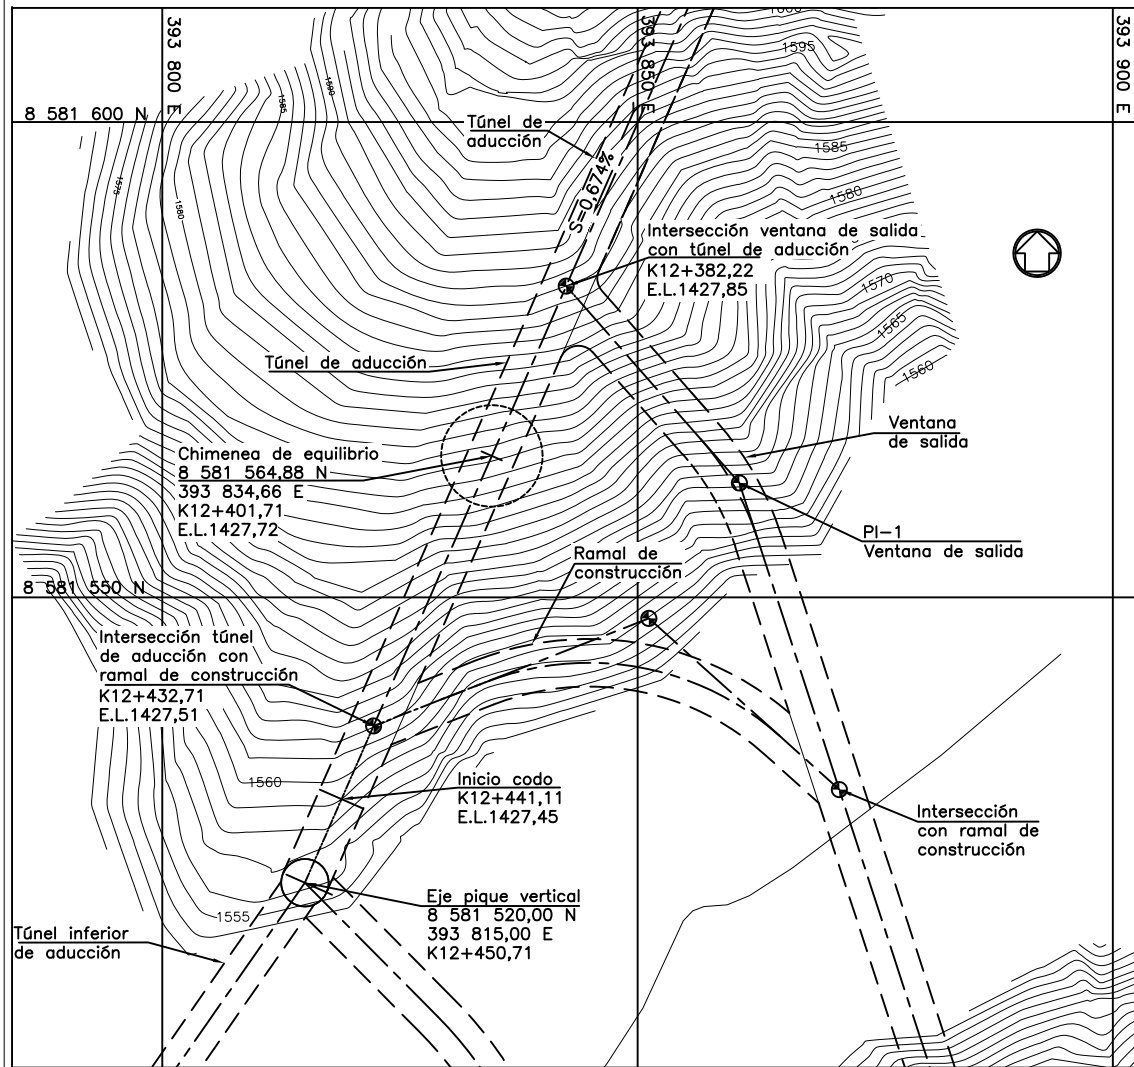 393 800 E
393 850 E
393 900 E
1600
1595
1590
1585
8 581 600 N
Túnel de
aducción
1585
S=0,674%
1575
1580
1580
Intersección ventana de salida
con túnel de aducción
K12+382,22
E.L.1427,85
1570
1565
1560
Túnel de aducción
Ventana
de salida
Chimenea de equilibrio
8 581 564,88 N
393 834,66 E
K12+401,71
E.L.1427,72
PI-1
Ventana de salida
Ramal de
construcción
8 581 550 N
Intersección túnel
de aducción con
ramal de construcción
K12+432,71
E.L.1427,51
1560
Inicio codo
K12+441,11
E.L.1427,45
Intersección
con ramal de
construcción
Eje pique vertical
8 581 520,00 N
393 815,00 E
K12+450,71
1555
Túnel inferior
de aducción